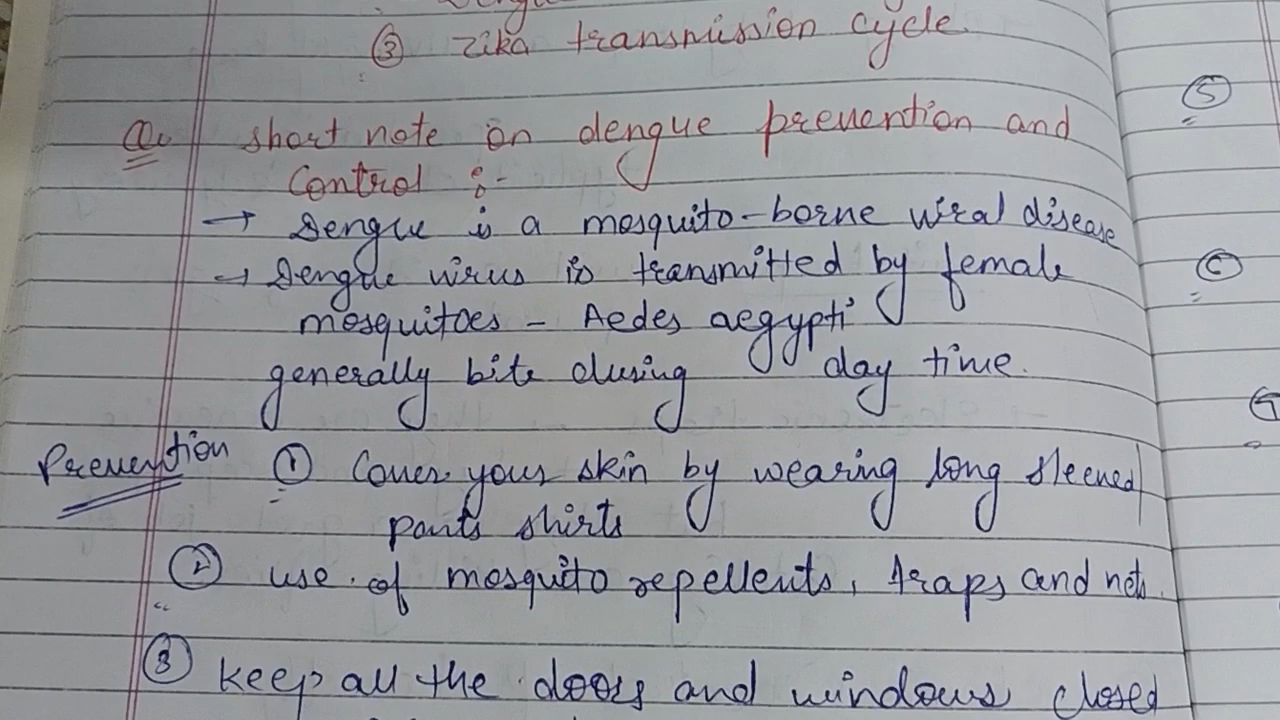 ③ zika transmission cycle.
Q. short note on dengue prevention and
Control :-
→ Dengue is a mosquito-borne viral disease
→ Dengue virus is transmitted by female
mosquitoes - Aedes aegypti
generally bite during day time.
Prevention ① Cover your skin by wearing long sleeved
pants shirts
② use of mosquito repellents, traps and nets.
③ keep all the doors and windows closed
⑤
⑥